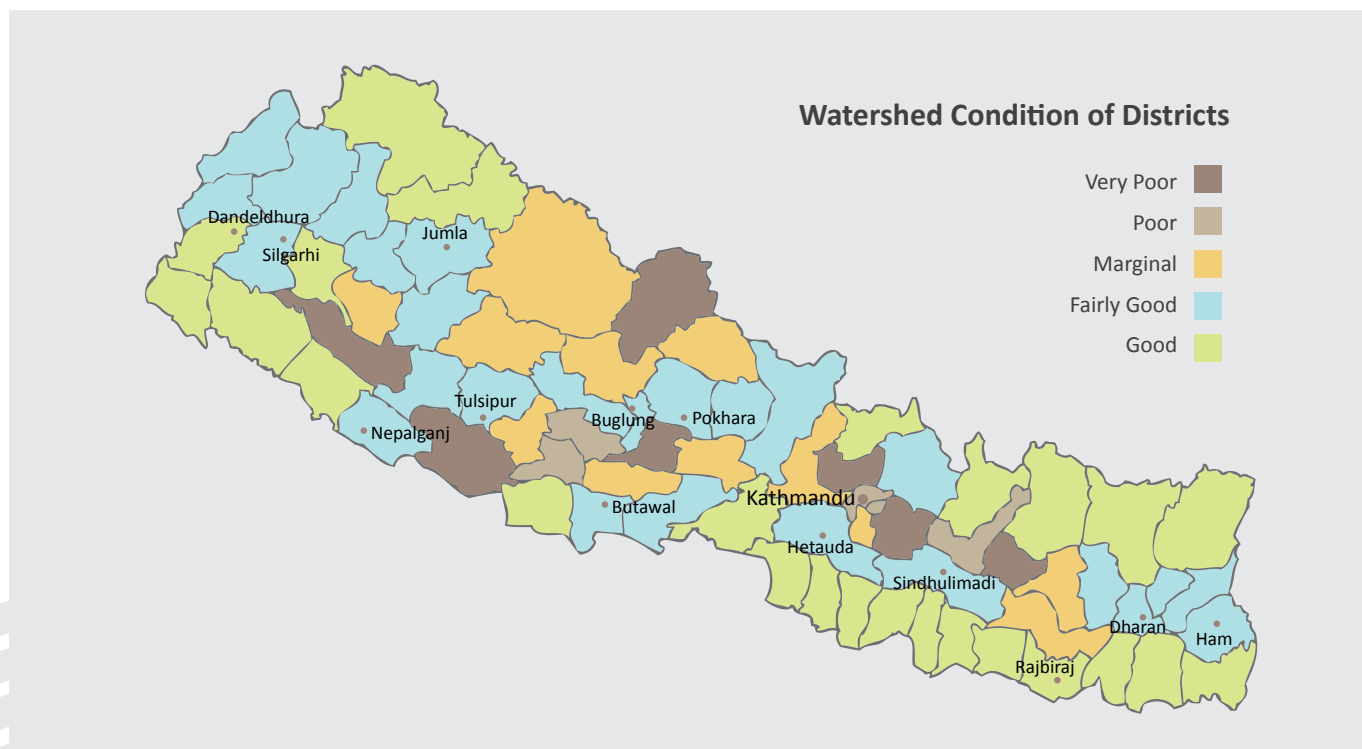 Watershed Condition of Districts
Very Poor
Poor
Marginal
Fairly Good
Good
Dandeldhura
Silgarhi
Jumla
Tulsipur
Nepalganj
Buglung
Pokhara
Butawal
Kathmandu
Hetauda
Sindhulimadi
Dharan
Ham
Rajbiraj